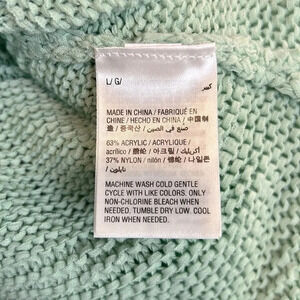 L/ G/
كبير
MADE IN CHINA / FABRIQUÉ EN
CHINE / HECHO EN CHINA / 中国制
造 / 중국산 / صنع في الصين
63% ACRYLIC / ACRYLIQUE /
acrílico / 腈纶 / 아크릴 / أكريليك
37% NYLON / nilón / 锦纶 / 나일론
/ نايلون
MACHINE WASH COLD GENTLE
CYCLE WITH LIKE COLORS. ONLY
NON-CHLORINE BLEACH WHEN
NEEDED. TUMBLE DRY LOW. COOL
IRON WHEN NEEDED.